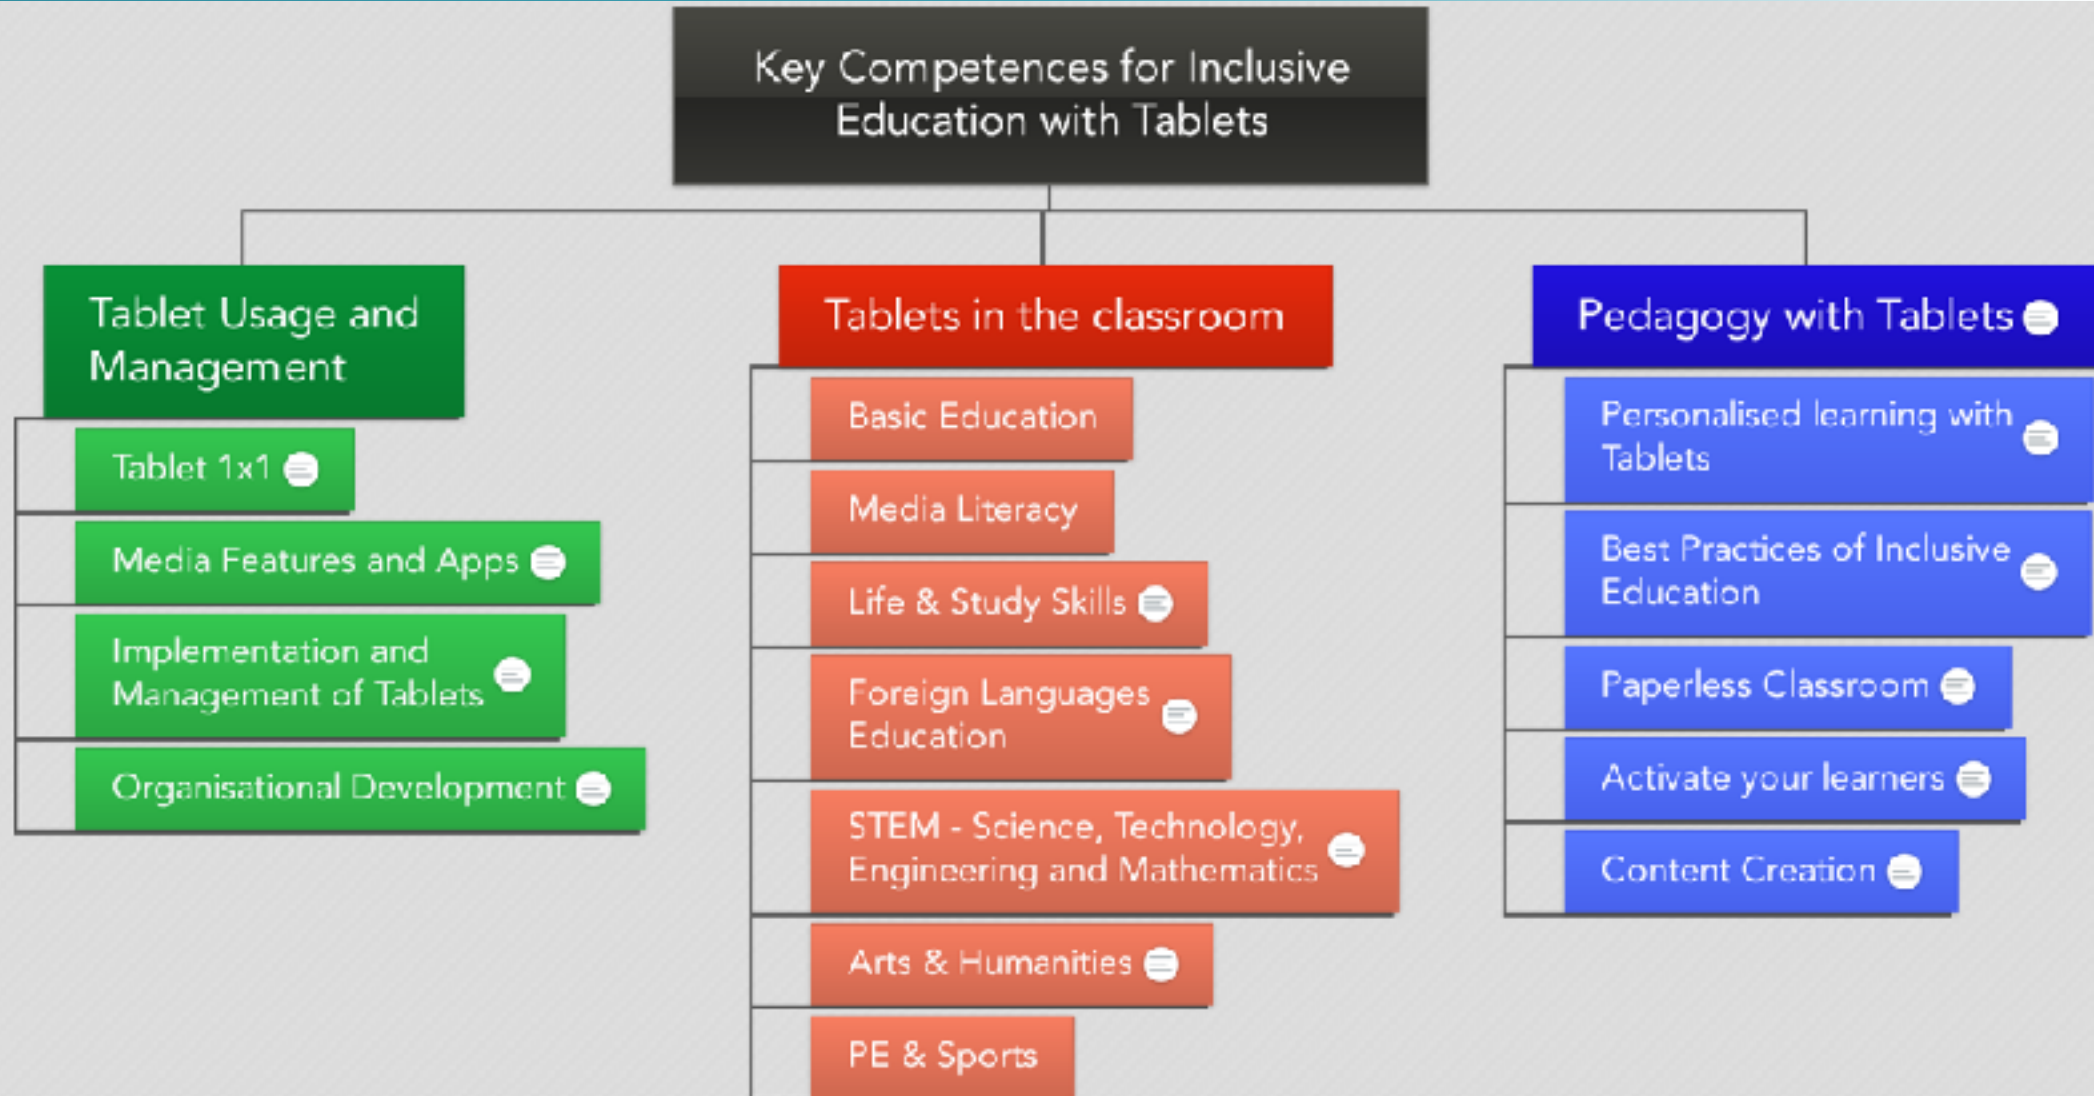 Key Competences for Inclusive
Education with Tablets
Tablet Usage and
Management
Tablet 1x1
Media Features and Apps
Implementation and
Management of Tablets
Organisational Development
Tablets in the classroom
Basic Education
Media Literacy
Life & Study Skills
Foreign Languages
Education
STEM - Science, Technology,
Engineering and Mathematics
Arts & Humanities
PE & Sports
Pedagogy with Tablets
Personalised learning with
Tablets
Best Practices of Inclusive
Education
Paperless Classroom
Activate your learners
Content Creation